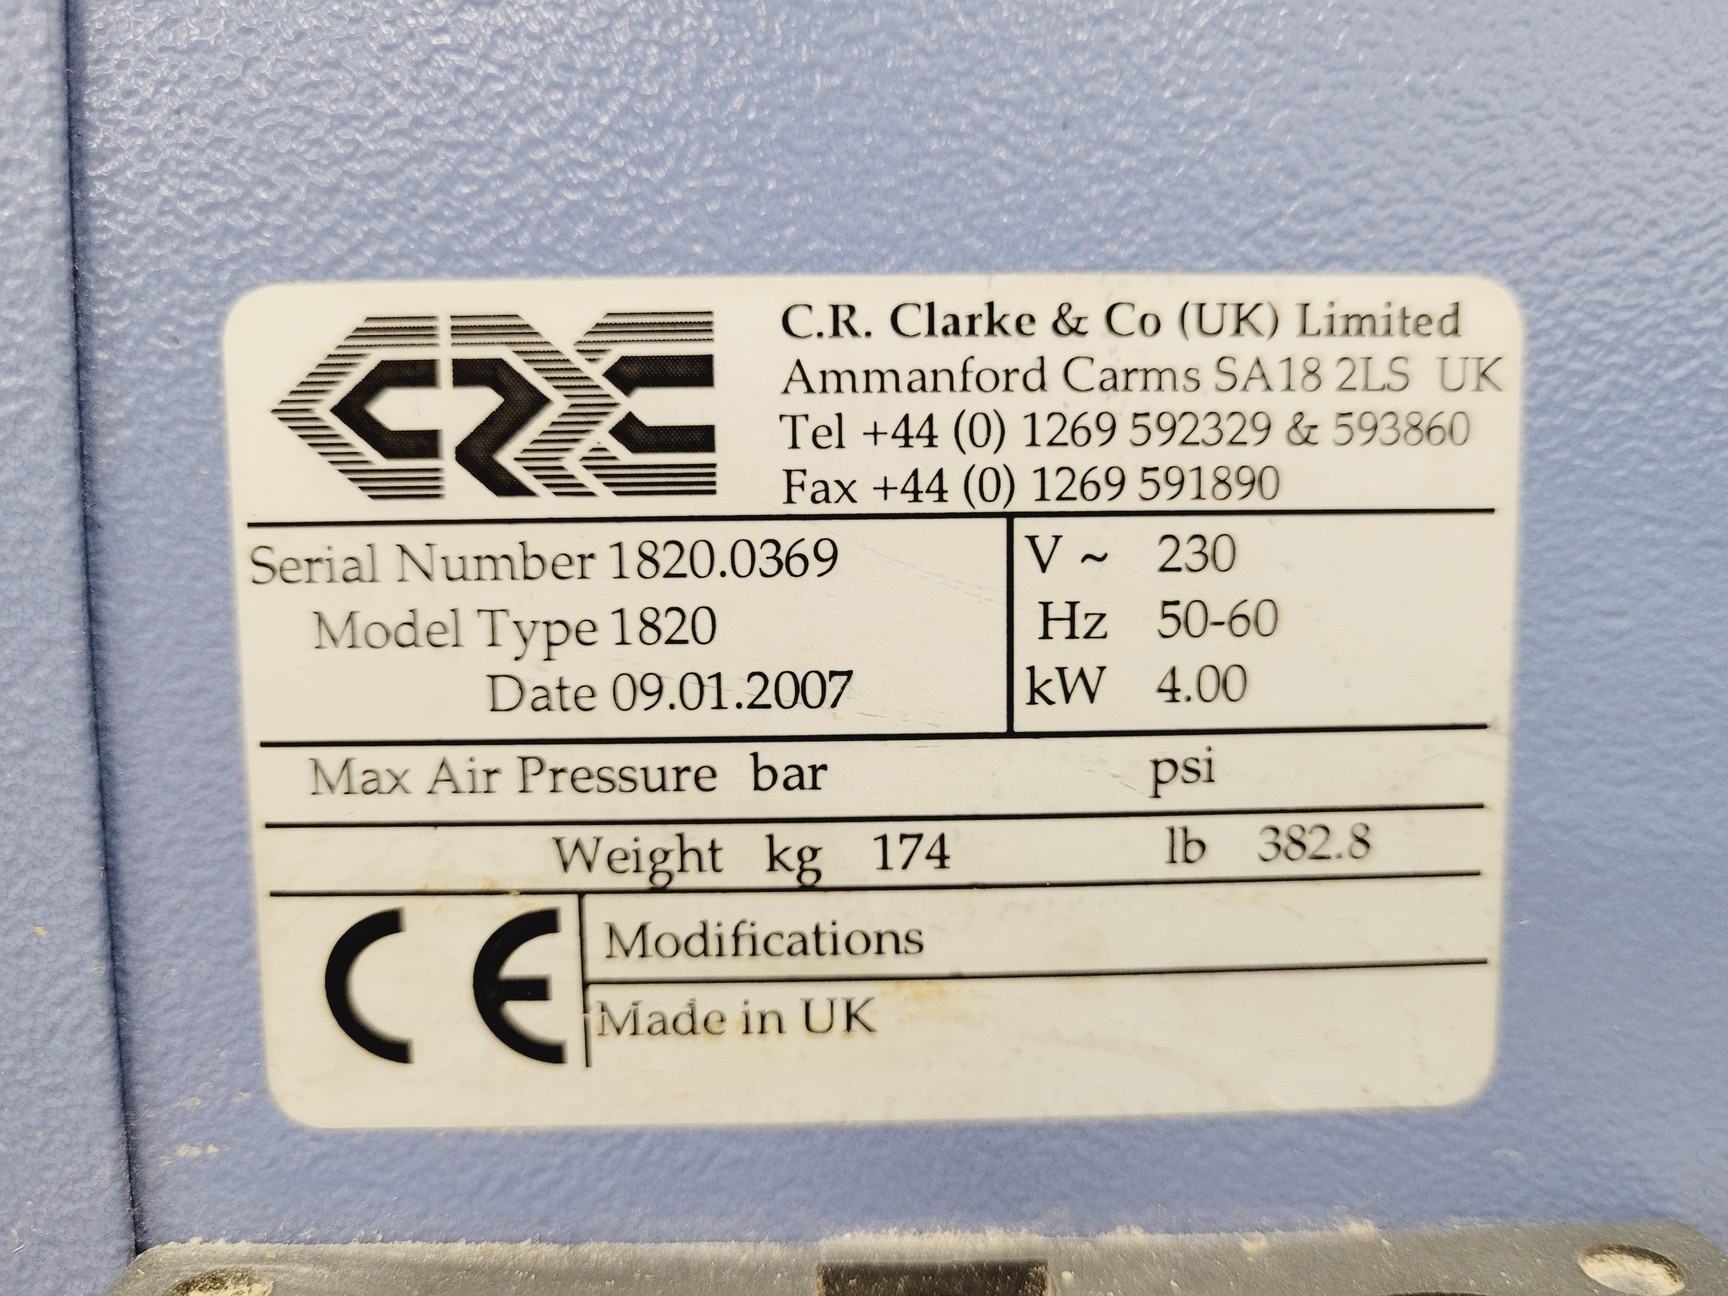 CRC
C.R. Clarke & Co (UK) Limited
Ammanford Carms SA18 2LS UK
Tel +44 (0) 1269 592329 & 593860
Fax +44 (0) 1269 591890
Serial Number 1820.0369
Model Type 1820
Date 09.01.2007
V ~ 230
Hz 50-60
kW 4.00
Max Air Pressure bar psi
Weight kg 174 lb 382.8
CE
Modifications
Made in UK